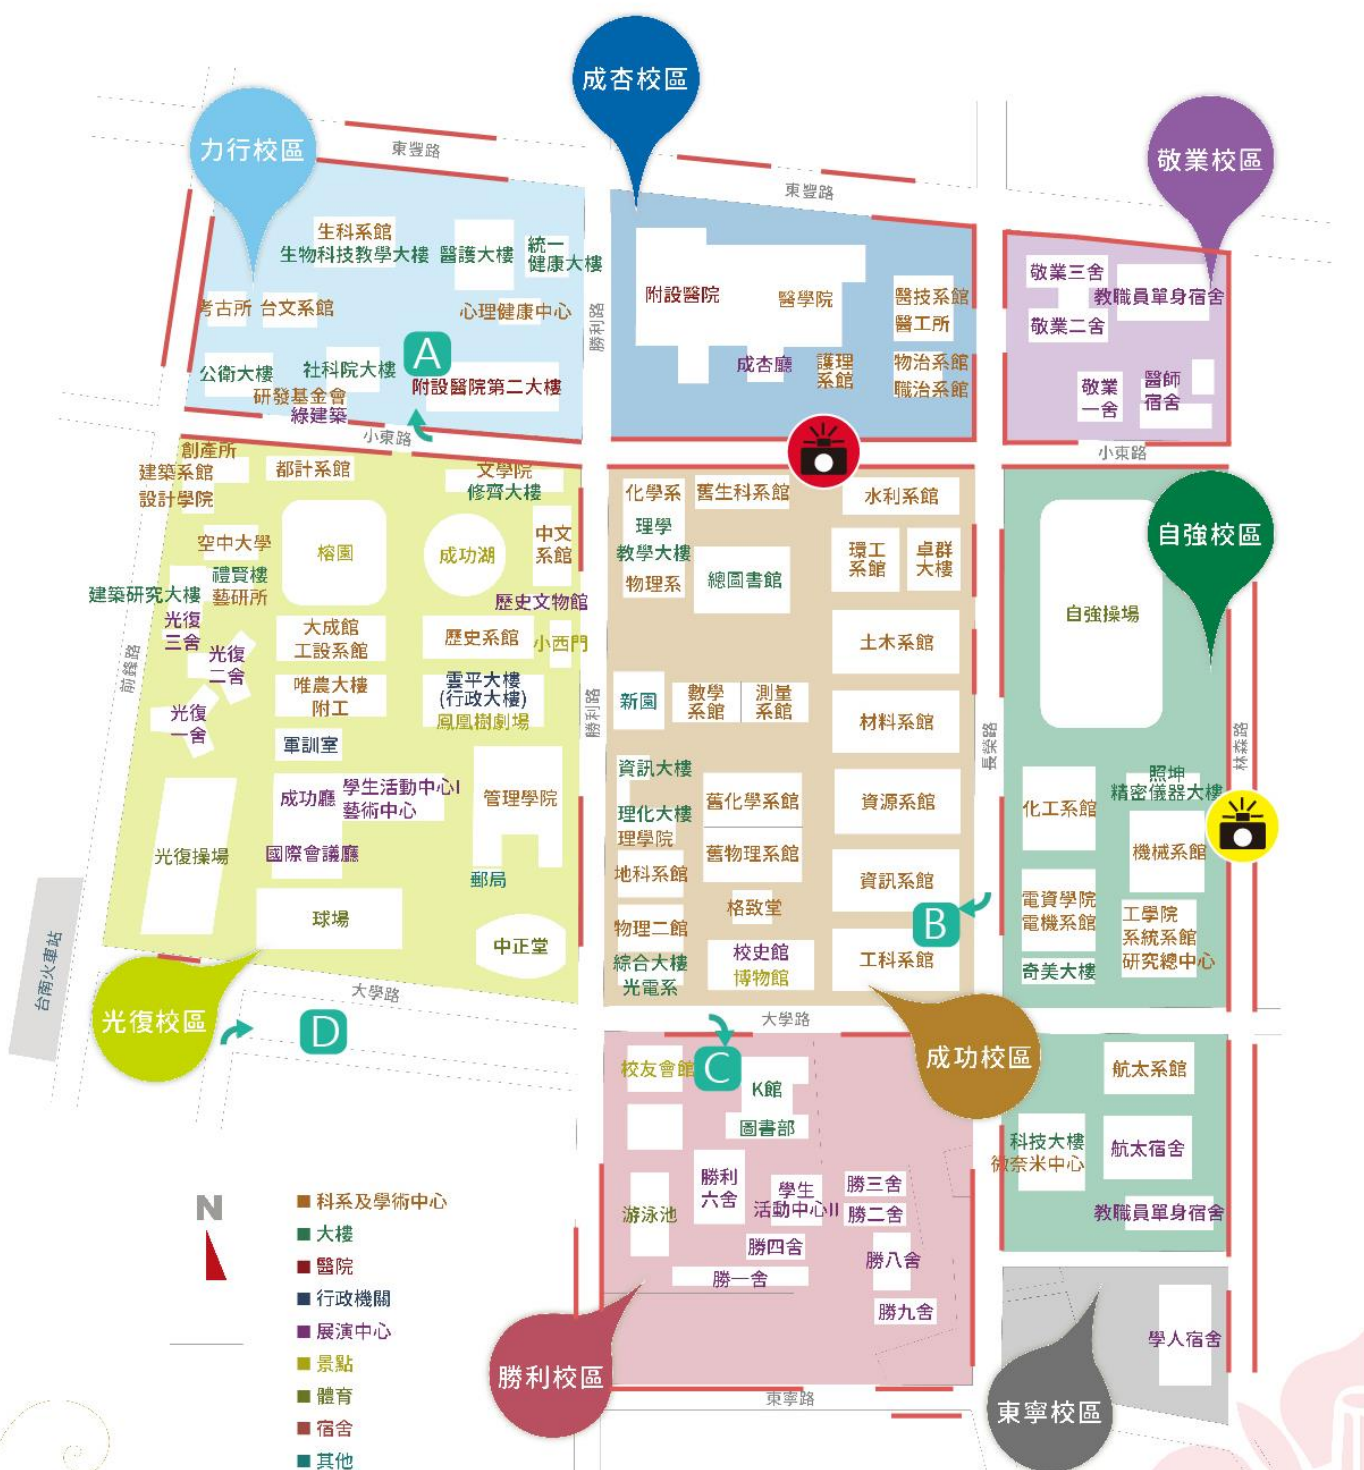 成杏校區
力行校區
敬業校區
東豐路
東豐路
生科系館
生物科技教學大樓
醫護大樓
統一
健康大樓
考古所
台文系館
心理健康中心
公衛大樓
社科院大樓
A
研發基金會
綠建築
附設醫院第二大樓
小東路
勝利路
附設醫院
醫學院
醫技系館
醫工所
成杏廳
護理
系館
物治系館
職治系館
敬業三舍
教職員單身宿舍
敬業二舍
敬業
一舍
醫師
宿舍
小東路
創產所
建築系館
設計學院
都計系館
文學院
修齊大樓
空中大學
榕園
成功湖
中文
系館
禮賢樓
建築研究大樓
藝研所
歷史文物館
光復
三舍
大成館
工設系館
歷史系館
小西門
光復
二舍
唯農大樓
附工
雲平大樓
(行政大樓)
鳳凰樹劇場
光復
一舍
軍訓室
成功廳
學生活動中心I
藝術中心
管理學院
光復操場
國際會議廳
郵局
球場
中正堂
前鋒路
勝利路
台南火車站
光復校區
大學路
D
化學系
舊生科系館
水利系館
理學
教學大樓
物理系
總圖書館
環工
系館
卓群
大樓
土木系館
新園
數學
系館
測量
系館
材料系館
資訊大樓
理化大樓
理學院
舊化學系館
資源系館
舊物理系館
地科系館
資訊系館
格致堂
物理二館
B
綜合大樓
光電系
校史館
博物館
工科系館
長榮路
大學路
成功校區
自強校區
自強操場
林森路
照坤
精密儀器大樓
化工系館
機械系館
電資學院
電機系館
工學院
系統系館
研究總中心
奇美大樓
航太系館
科技大樓
微奈米中心
航太宿舍
教職員單身宿舍
校友會館
C
K館
圖書部
勝利
六舍
學生
活動中心II
勝三舍
勝二舍
游泳池
勝四舍
勝八舍
勝一舍
勝九舍
勝利校區
東寧路
學人宿舍
東寧校區
N
科系及學術中心
大樓
醫院
行政機關
展演中心
景點
體育
宿舍
其他